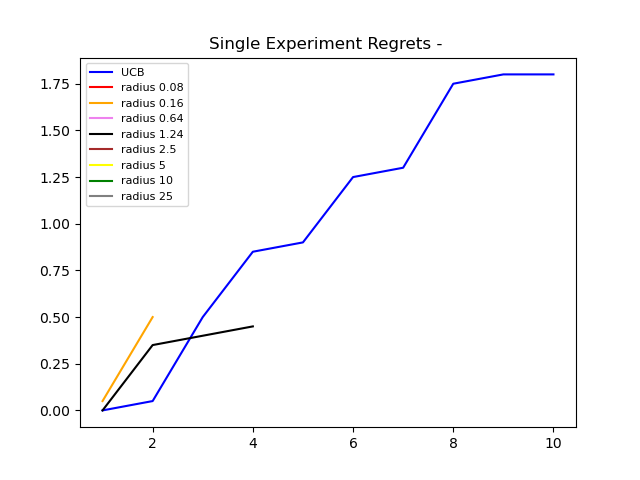 Single Experiment Regrets -
UCB
radius 0.08
radius 0.16
radius 0.64
radius 1.24
radius 2.5
radius 5
radius 10
radius 25
1.75
1.50
1.25
1.00
0.75
0.50
0.25
0.00
2 4 6 8 10